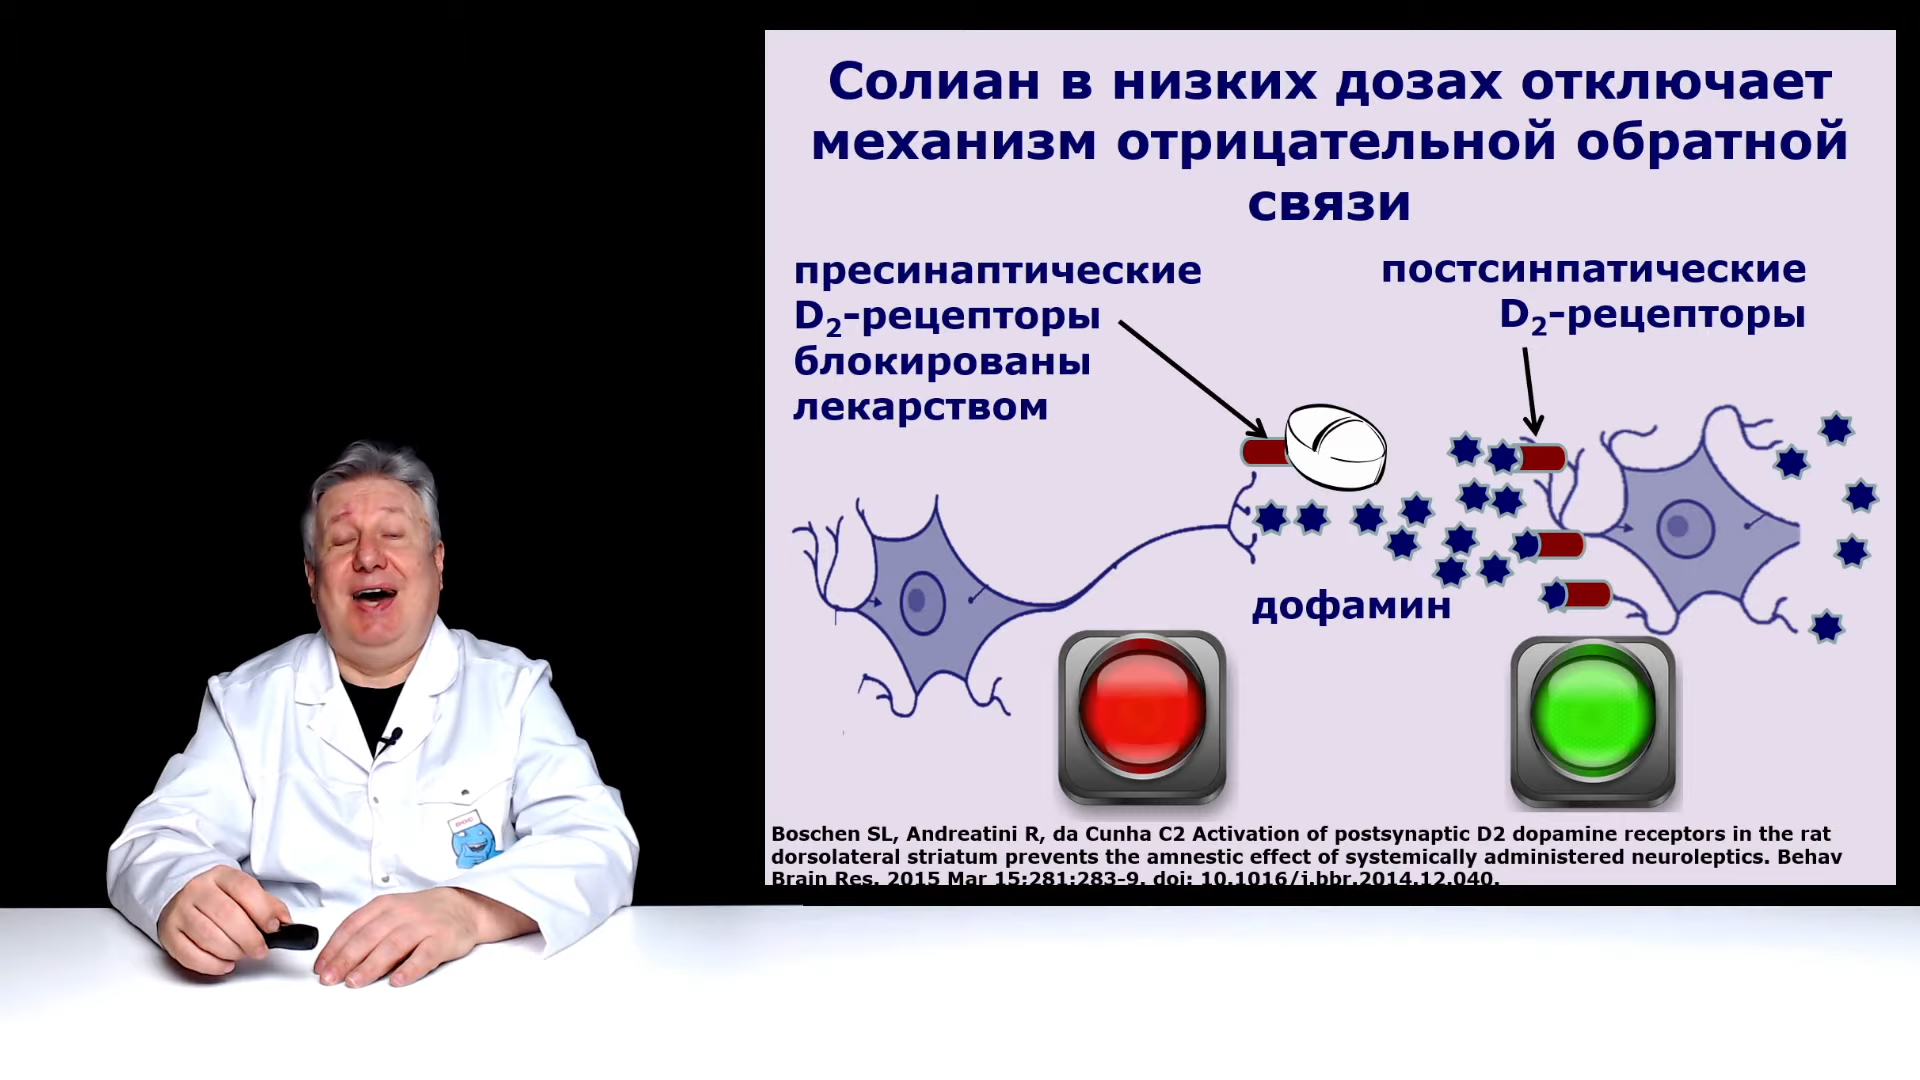 Солиан в низких дозах отключает
механизм отрицательной обратной
связи
пресинаптические
D₂-рецепторы
блокированы
лекарством
постсинпатические
D₂-рецепторы
дофамин
Boschen SL, Andreatini R, da Cunha C2 Activation of postsynaptic D2 dopamine receptors in the rat
dorsolateral striatum prevents the amnestic effect of systemically administered neuroleptics. Behav
Brain Res. 2015 Mar 15;281:283-9. doi: 10.1016/j.bbr.2014.12.040.